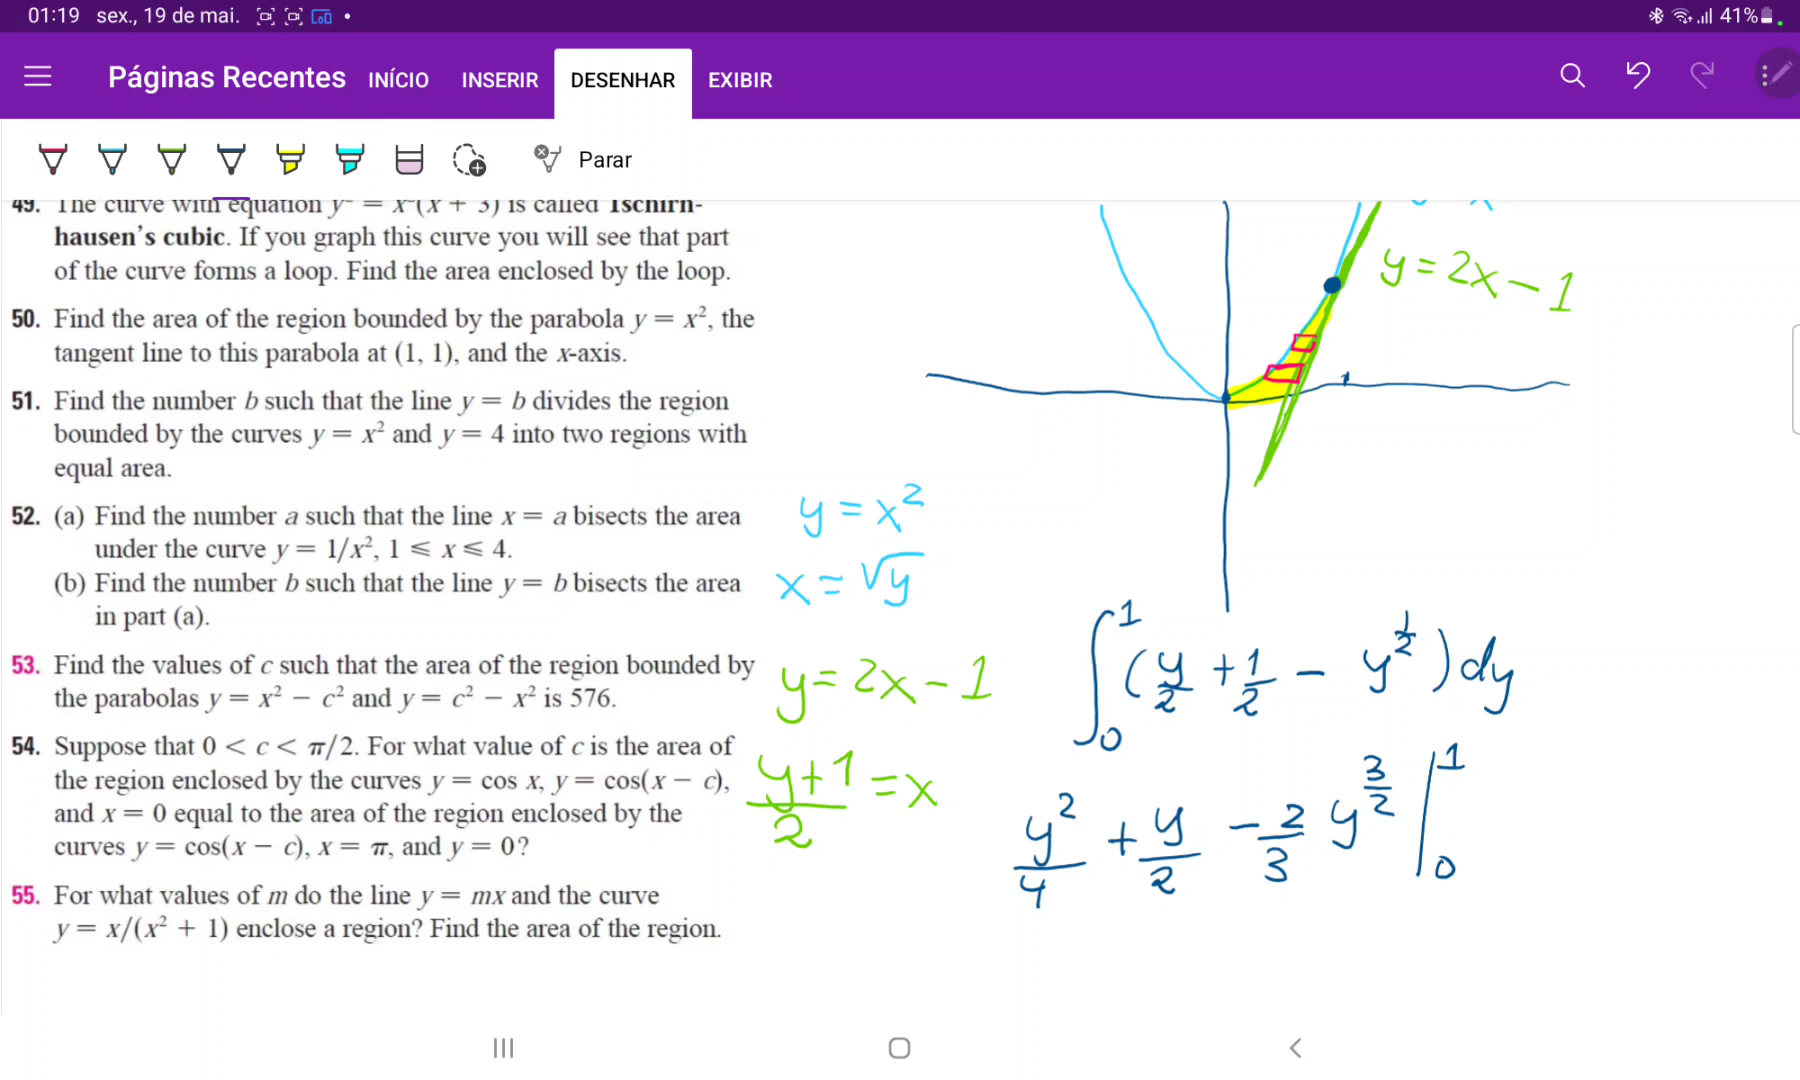 01:19 sex., 19 de mai. 41%
Páginas Recentes INÍCIO INSERIR DESENHAR EXIBIR
Parar
49. The curve with equation y² = x²(x + 3) is called Tschirn-
hausen's cubic. If you graph this curve you will see that part
of the curve forms a loop. Find the area enclosed by the loop.
50. Find the area of the region bounded by the parabola y = x², the
tangent line to this parabola at (1, 1), and the x-axis.
51. Find the number b such that the line y = b divides the region
bounded by the curves y = x² and y = 4 into two regions with
equal area.
52. (a) Find the number a such that the line x = a bisects the area
under the curve y = 1/x², 1 ⩽ x ⩽ 4.
(b) Find the number b such that the line y = b bisects the area
in part (a).
53. Find the values of c such that the area of the region bounded by
the parabolas y = x² − c² and y = c² − x² is 576.
54. Suppose that 0 < c < π/2. For what value of c is the area of
the region enclosed by the curves y = cos x, y = cos(x − c),
and x = 0 equal to the area of the region enclosed by the
curves y = cos(x − c), x = π, and y = 0?
55. For what values of m do the line y = mx and the curve
y = x/(x² + 1) enclose a region? Find the area of the region.
y = 2x − 1
y = x²
x = √y
y = 2x − 1
(y+1)/2 = x
∫₀¹ (y/2 + 1/2 − y^(1/2)) dy
y²/4 + y/2 − 2/3 y^(3/2) |₀¹